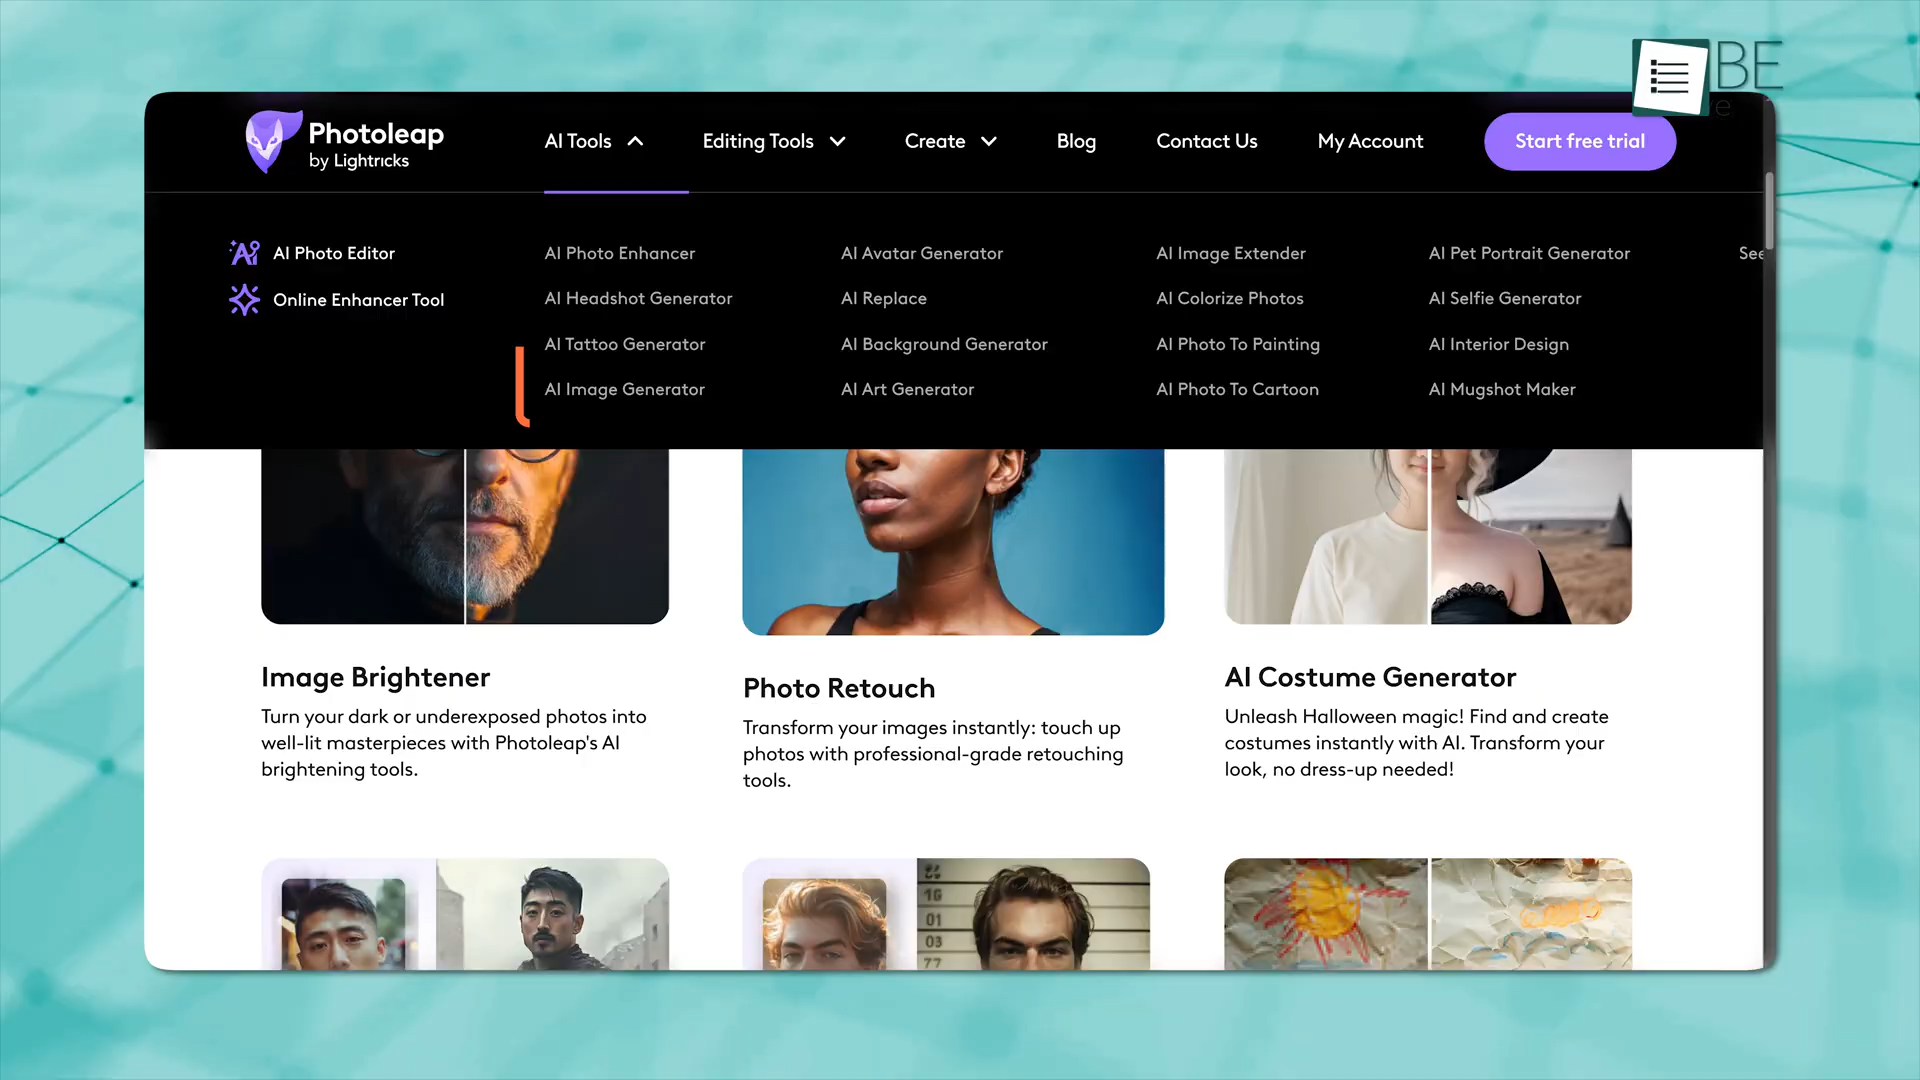 BE
ve
Photoleap
by Lightricks
AI Tools
Editing Tools
Create
Blog
Contact Us
My Account
Start free trial
AI Photo Editor
Online Enhancer Tool
AI Photo Enhancer
AI Headshot Generator
AI Tattoo Generator
AI Image Generator
AI Avatar Generator
AI Replace
AI Background Generator
AI Art Generator
AI Image Extender
AI Colorize Photos
AI Photo To Painting
AI Photo To Cartoon
AI Pet Portrait Generator
AI Selfie Generator
AI Interior Design
AI Mugshot Maker
See
Image Brightener
Turn your dark or underexposed photos into
well-lit masterpieces with Photoleap's AI
brightening tools.
Photo Retouch
Transform your images instantly: touch up
photos with professional-grade retouching
tools.
AI Costume Generator
Unleash Halloween magic! Find and create
costumes instantly with AI. Transform your
look, no dress-up needed!
16
01
03
77